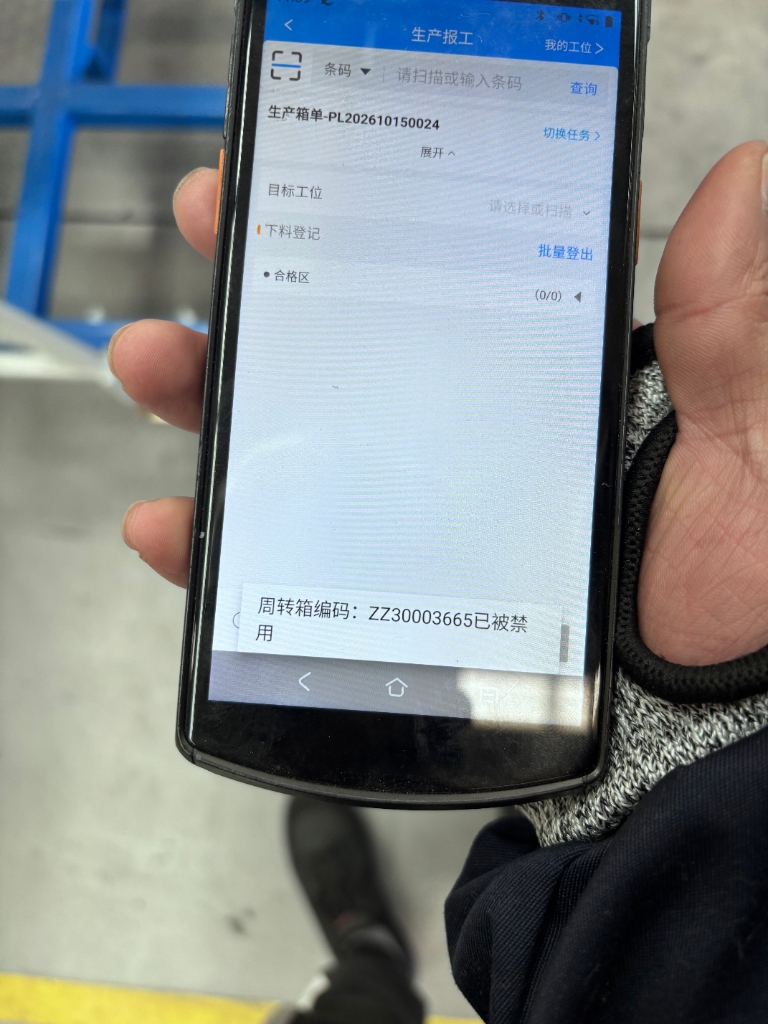 生产报工
我的工位
条码
请扫描或输入条码
查询
生产箱单-PL202610150024
切换任务
展开
目标工位
请选择或扫描
下料登记
批量登出
合格区
(0/0)
周转箱编码：ZZ30003665已被禁
用